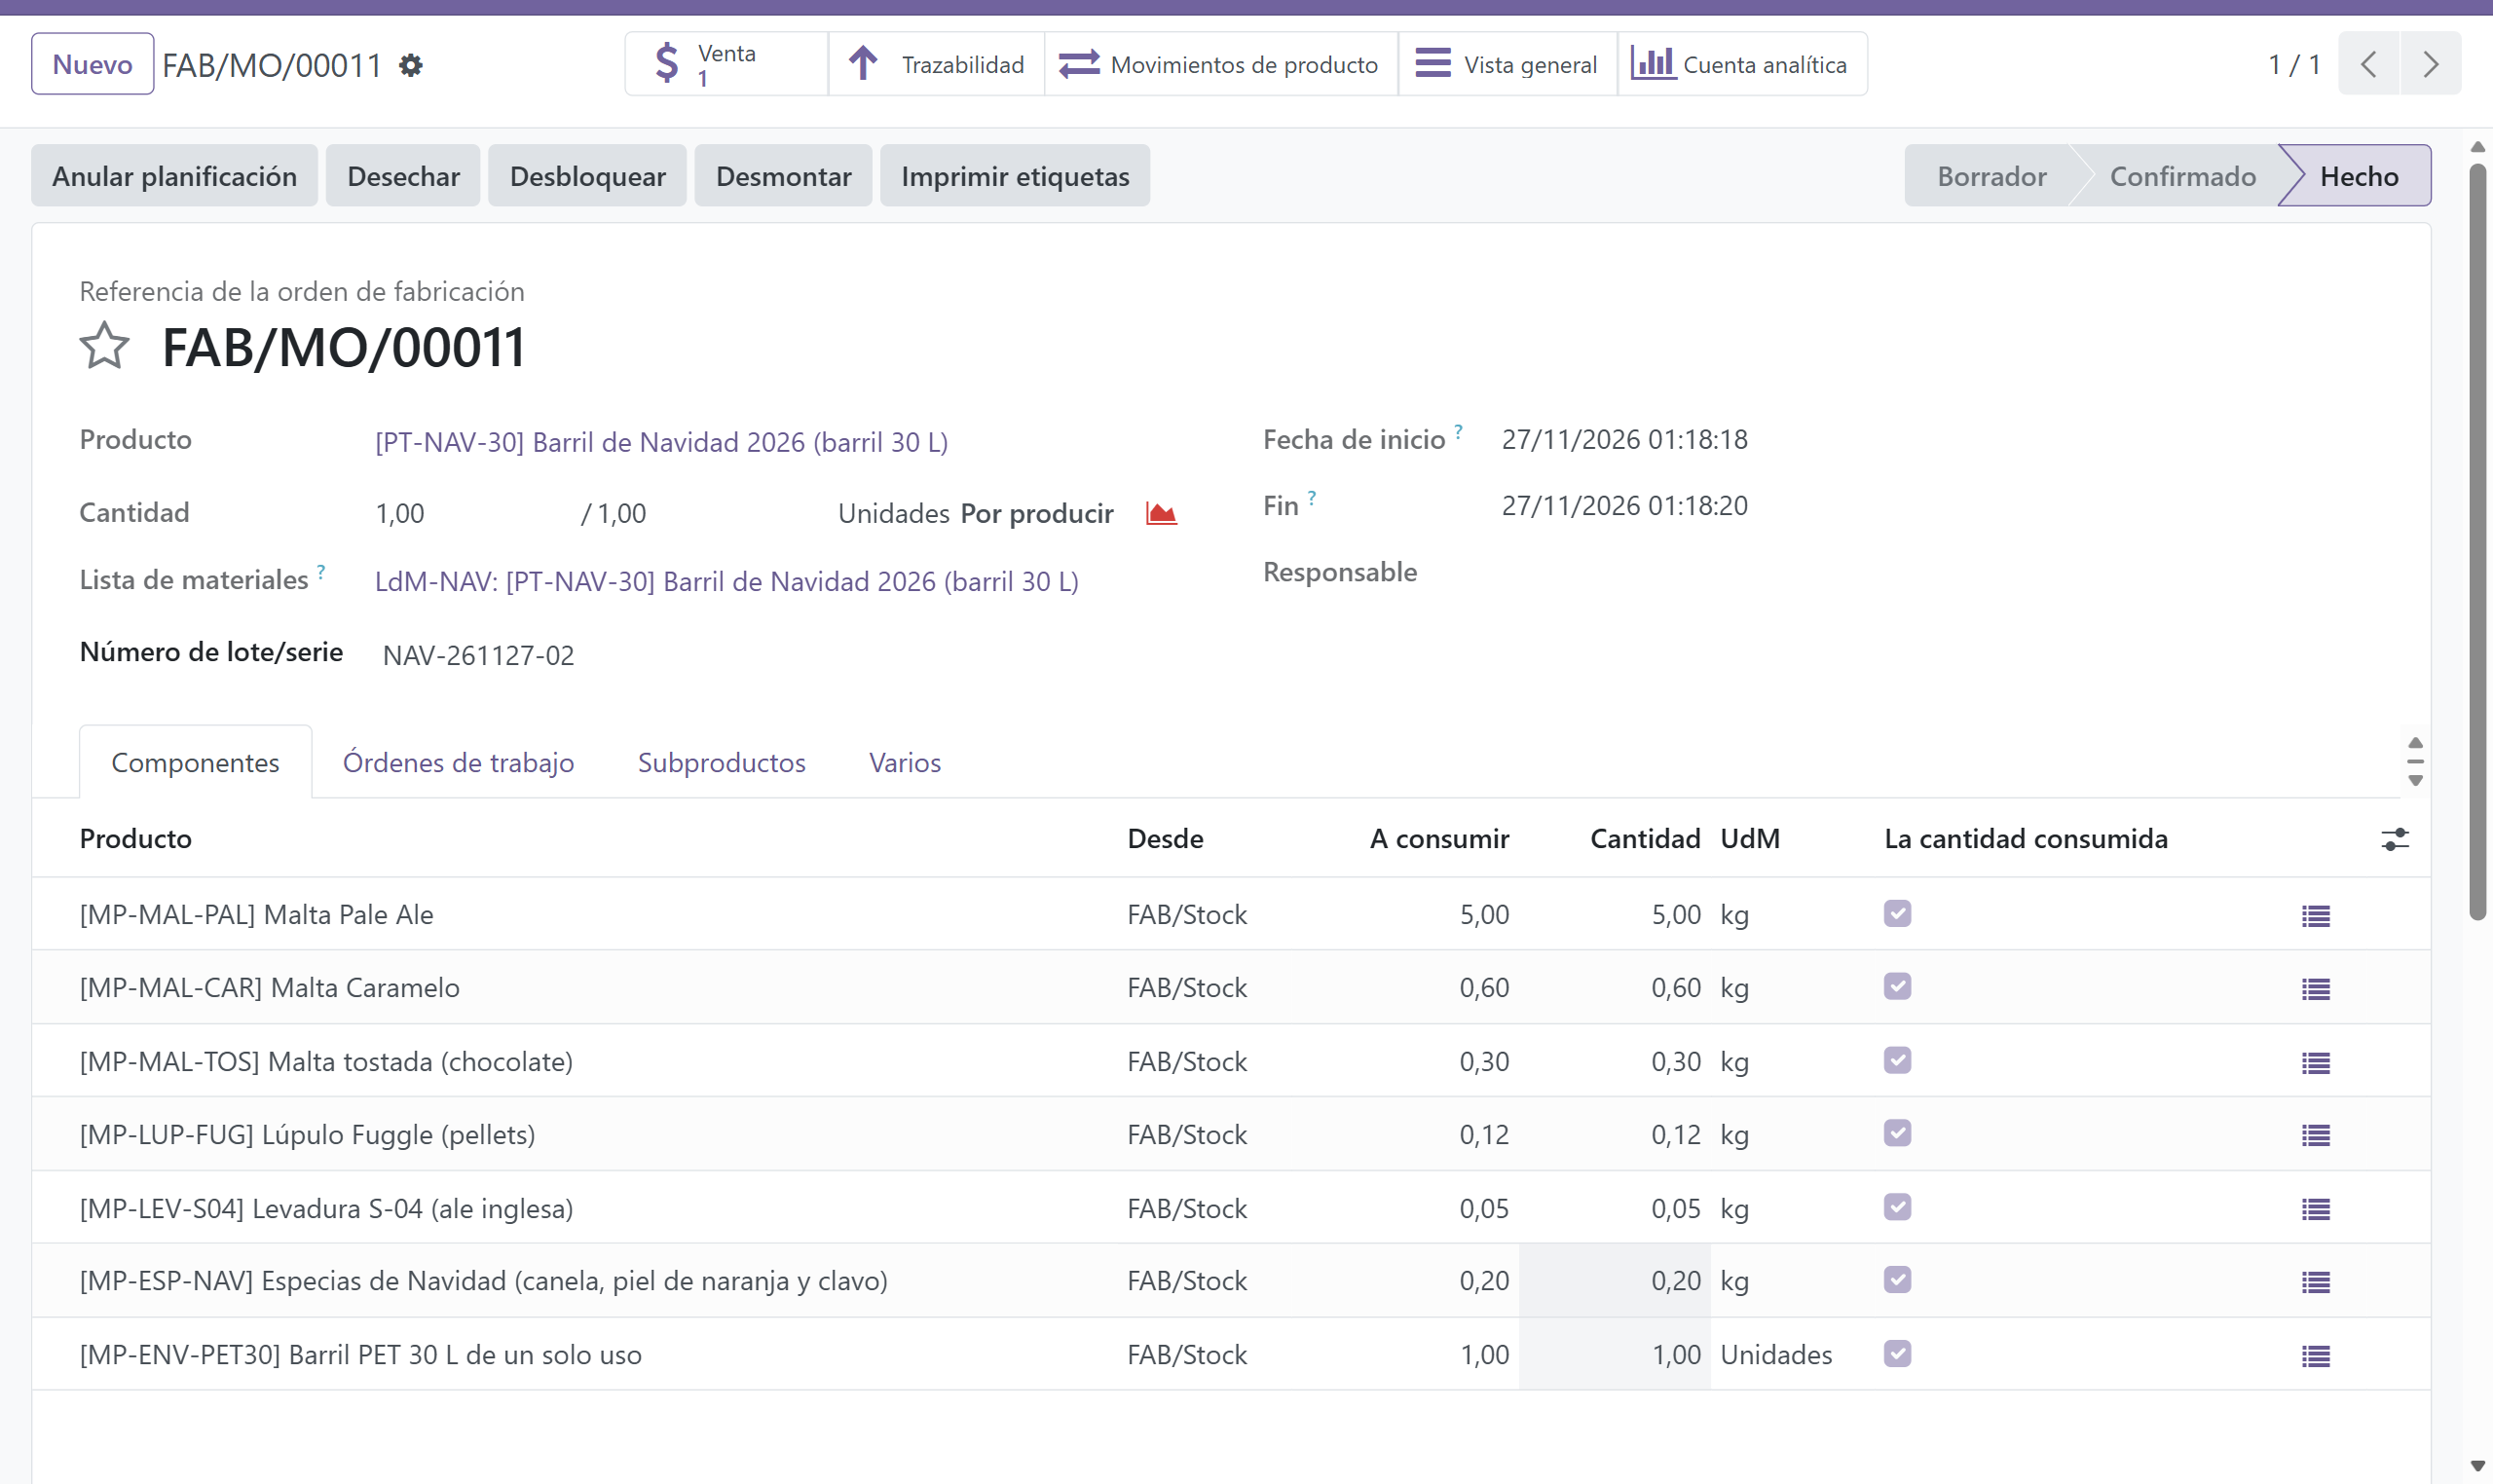 Nuevo FAB/MO/00011 Venta 1 Trazabilidad Movimientos de producto Vista general Cuenta analítica 1 / 1
Anular planificación Desechar Desbloquear Desmontar Imprimir etiquetas Borrador Confirmado Hecho
Referencia de la orden de fabricación
FAB/MO/00011
Producto [PT-NAV-30] Barril de Navidad 2026 (barril 30 L) Fecha de inicio ? 27/11/2026 01:18:18
Cantidad 1,00 / 1,00 Unidades Por producir Fin ? 27/11/2026 01:18:20
Lista de materiales ? LdM-NAV: [PT-NAV-30] Barril de Navidad 2026 (barril 30 L) Responsable
Número de lote/serie NAV-261127-02
Componentes Órdenes de trabajo Subproductos Varios
Producto Desde A consumir Cantidad UdM La cantidad consumida
[MP-MAL-PAL] Malta Pale Ale FAB/Stock 5,00 5,00 kg
[MP-MAL-CAR] Malta Caramelo FAB/Stock 0,60 0,60 kg
[MP-MAL-TOS] Malta tostada (chocolate) FAB/Stock 0,30 0,30 kg
[MP-LUP-FUG] Lúpulo Fuggle (pellets) FAB/Stock 0,12 0,12 kg
[MP-LEV-S04] Levadura S-04 (ale inglesa) FAB/Stock 0,05 0,05 kg
[MP-ESP-NAV] Especias de Navidad (canela, piel de naranja y clavo) FAB/Stock 0,20 0,20 kg
[MP-ENV-PET30] Barril PET 30 L de un solo uso FAB/Stock 1,00 1,00 Unidades